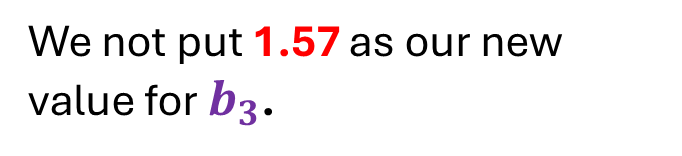 We not put 1.57 as our new
value for b₃.